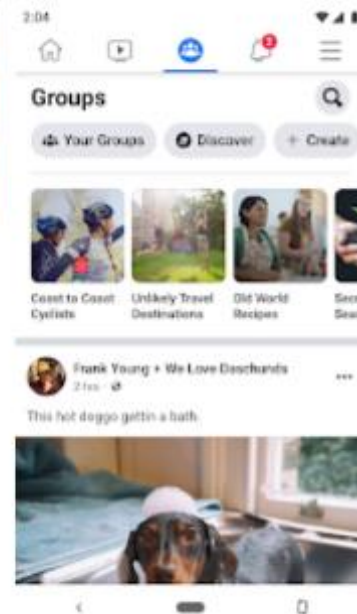 2:04
2
Groups
Your Groups
Discover
+ Create
Coast to Coast
Cyclists
Unlikely Travel
Destinations
Old World
Recipes
Frank Young • We Love Daschunds
2 hrs
This hot doggo gettin a bath.